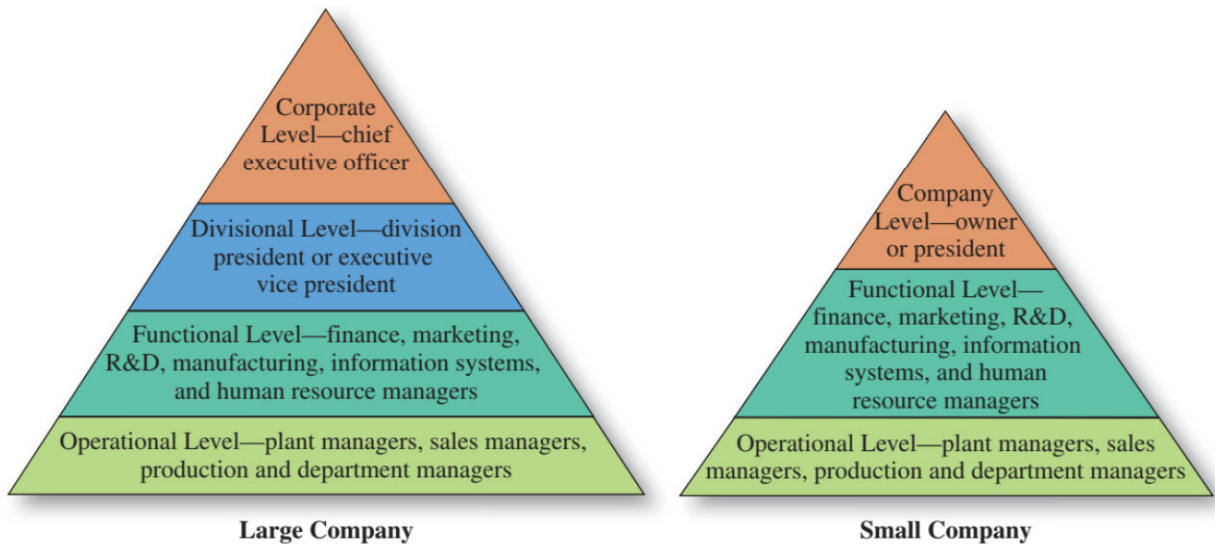 Corporate
Level—chief
executive officer
Divisional Level—division
president or executive
vice president
Functional Level—finance, marketing,
R&D, manufacturing, information systems,
and human resource managers
Operational Level—plant managers, sales managers,
production and department managers
Large Company
Company
Level—owner
or president
Functional Level—
finance, marketing, R&D,
manufacturing, information
systems, and human
resource managers
Operational Level—plant managers, sales
managers, production and department managers
Small Company